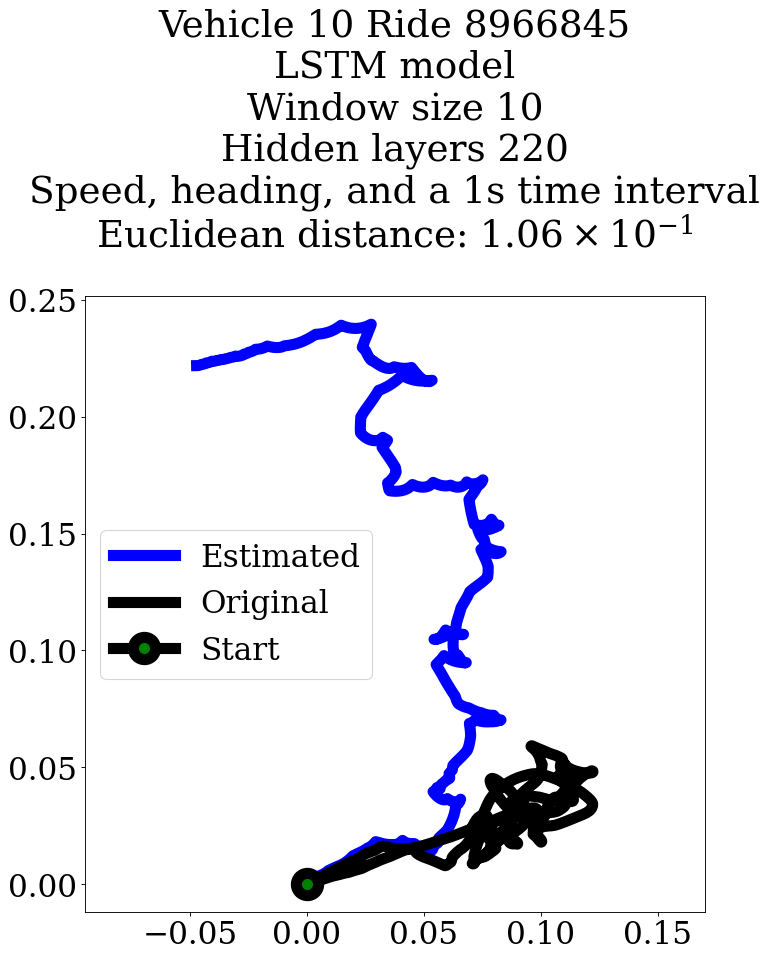 Vehicle 10 Ride 8966845
LSTM model
Window size 10
Hidden layers 220
Speed, heading, and a 1s time interval
Euclidean distance: 1.06 × 10⁻¹
0.25
0.20
0.15
0.10
0.05
0.00
Estimated
Original
Start
−0.05 0.00 0.05 0.10 0.15